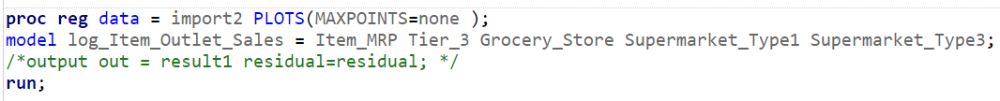 proc reg data = import2 PLOTS(MAXPOINTS=none );
model log_Item_Outlet_Sales = Item_MRP Tier_3 Grocery_Store Supermarket_Type1 Supermarket_Type3;
/*output out = result1 residual=residual; */
run;